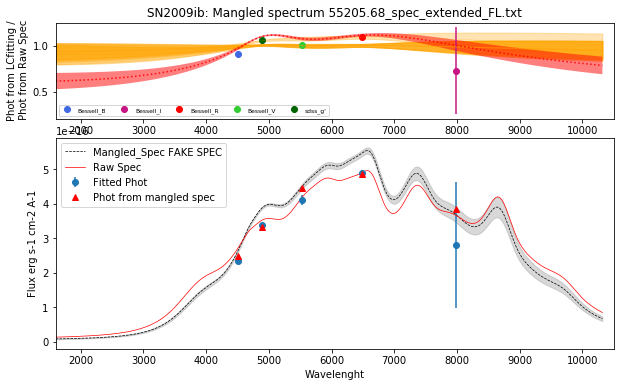 SN2009ib: Mangled spectrum 55205.68_spec_extended_FL.txt
Phot from LCfitting /
Phot from Raw Spec
1.0
0.5
Bessell_B
Bessell_I
Bessell_R
Bessell_V
sdss_g'
2000 3000 4000 5000 6000 7000 8000 9000 10000
Flux erg s-1 cm-2 A-1
5
4
3
2
1
0
Mangled_Spec FAKE SPEC
Raw Spec
Fitted Phot
Phot from mangled spec
2000 3000 4000 5000 6000 7000 8000 9000 10000
Wavelenght